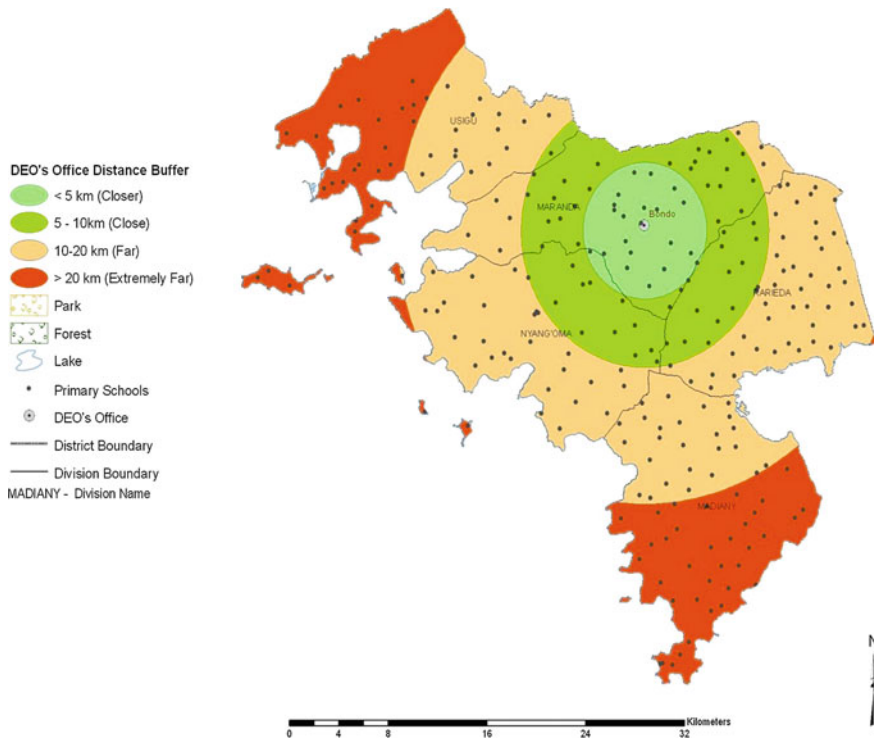 DEO's Office Distance Buffer
< 5 km (Closer)
5 - 10km (Close)
10-20 km (Far)
> 20 km (Extremely Far)
Park
Forest
Lake
Primary Schools
DEO's Office
District Boundary
Division Boundary
MADIANY - Division Name
USIGU
MARANDA
Bondo
RARIEDA
NYANG'OMA
MADIANY
N
Kilometers
0 4 8 16 24 32